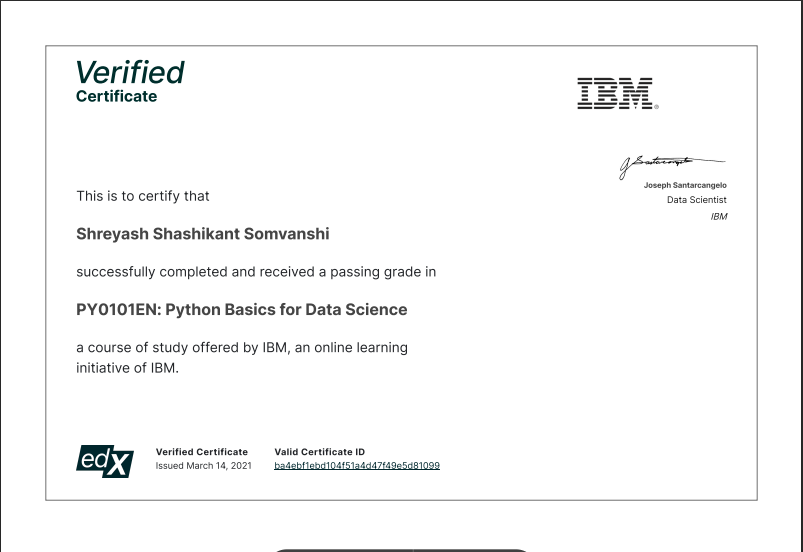 Verified
Certificate
IBM®
J Santarcangelo
Joseph Santarcangelo
Data Scientist
IBM
This is to certify that
Shreyash Shashikant Somvanshi
successfully completed and received a passing grade in
PY0101EN: Python Basics for Data Science
a course of study offered by IBM, an online learning
initiative of IBM.
edX
Verified Certificate
Issued March 14, 2021
Valid Certificate ID
ba4ebf1ebd104f51a4d47f49e5d81099